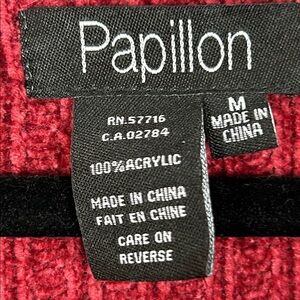 Papillon
RN.57716
C.A.02784
100%ACRYLIC
MADE IN CHINA
FAIT EN CHINE
CARE ON
REVERSE
M
MADE IN
CHINA